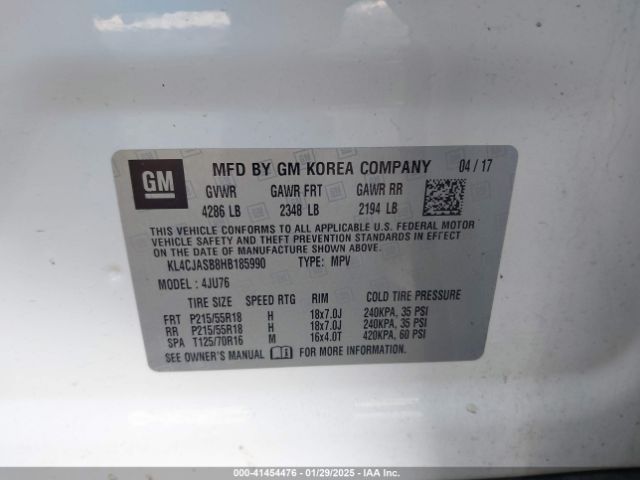 GM
MFD BY GM KOREA COMPANY 04/17
GVWR GAWR FRT GAWR RR
4286 LB 2348 LB 2194 LB
THIS VEHICLE CONFORMS TO ALL APPLICABLE U.S. FEDERAL MOTOR
VEHICLE SAFETY AND THEFT PREVENTION STANDARDS IN EFFECT
ON THE DATE OF MANUFACTURE SHOWN ABOVE.
KL4CJASB8HB185990 TYPE: MPV
MODEL: 4JU76
TIRE SIZE SPEED RTG RIM COLD TIRE PRESSURE
FRT P215/55R18 H 18x7.0J 240KPA, 35 PSI
RR P215/55R18 H 18x7.0J 240KPA, 35 PSI
SPA T125/70R16 M 16x4.0T 420KPA, 60 PSI
SEE OWNER'S MANUAL FOR MORE INFORMATION.
000-41454476 - 01/29/2025 - IAAI.CA